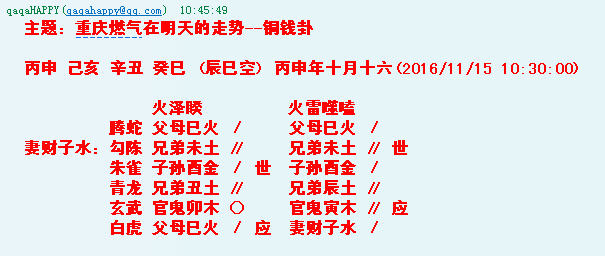 qaqaHAPPY(qaqahappy@qq.com) 10:45:49
主题：重庆燃气在明天的走势--铜钱卦
丙申 己亥 辛丑 癸巳 （辰巳空）丙申年十月十六(2016/11/15 10:30:00)
火泽睽 火雷噬嗑
腾蛇 父母巳火 / 父母巳火 /
妻财子水：勾陈 兄弟未土 // 兄弟未土 // 世
朱雀 子孙酉金 / 世 子孙酉金 /
青龙 兄弟丑土 // 兄弟辰土 //
玄武 官鬼卯木 ○ 官鬼寅木 // 应
白虎 父母巳火 / 应 妻财子水 /